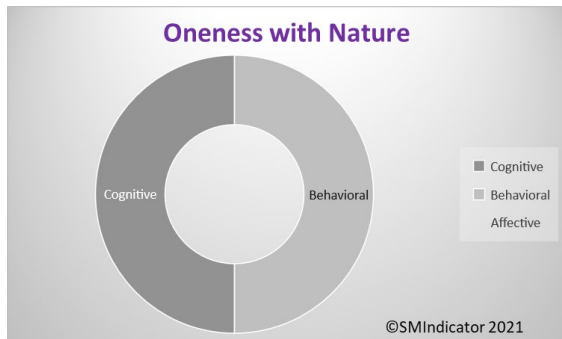 Oneness with Nature
Cognitive
Behavioral
Cognitive
Behavioral
Affective
©SMIndicator 2021